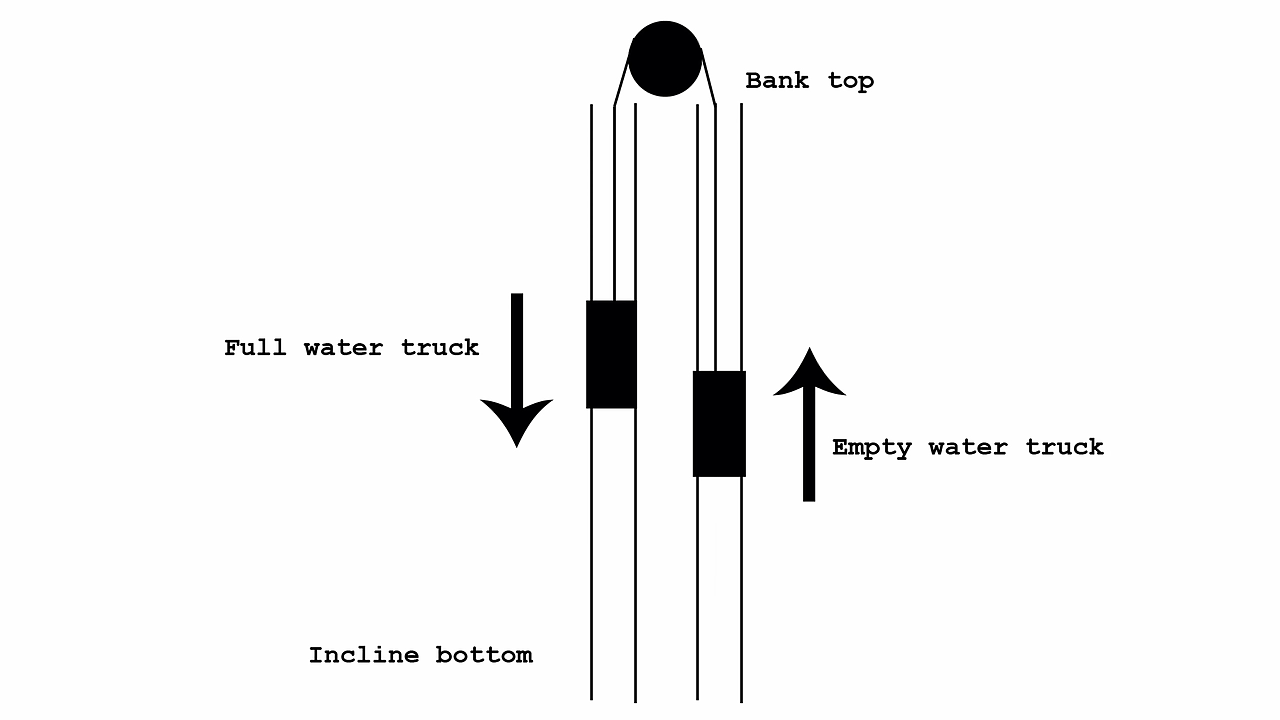 Bank top
Full water truck
Empty water truck
Incline bottom